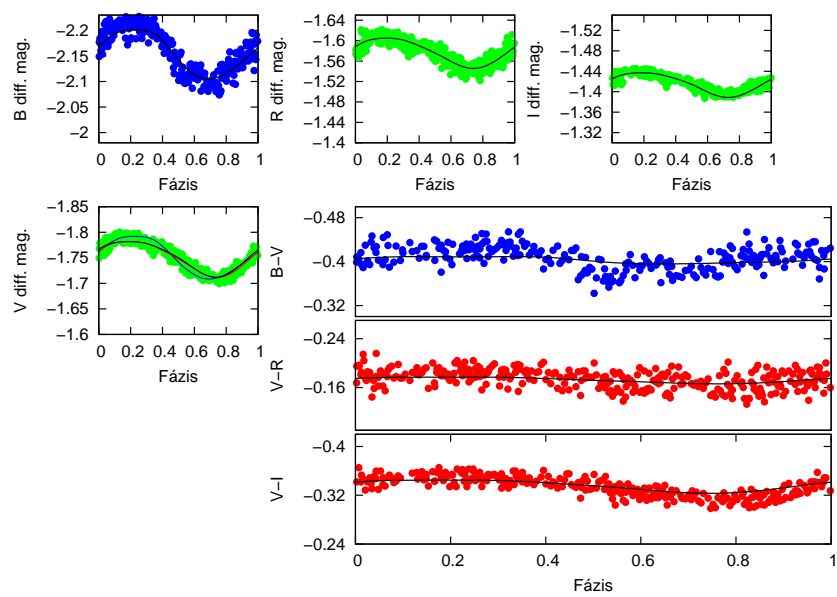 B diff. mag.
−2.2
−2.15
−2.1
−2.05
−2
0 0.2 0.4 0.6 0.8 1
Fázis
R diff. mag.
−1.64
−1.6
−1.56
−1.52
−1.48
−1.44
−1.4
0 0.2 0.4 0.6 0.8 1
Fázis
I diff. mag.
−1.52
−1.48
−1.44
−1.4
−1.36
−1.32
0 0.2 0.4 0.6 0.8 1
Fázis
V diff. mag.
−1.85
−1.8
−1.75
−1.7
−1.65
−1.6
0 0.2 0.4 0.6 0.8 1
Fázis
B−V
−0.48
−0.4
−0.32
V−R
−0.24
−0.16
V−I
−0.4
−0.32
−0.24
0 0.2 0.4 0.6 0.8 1
Fázis